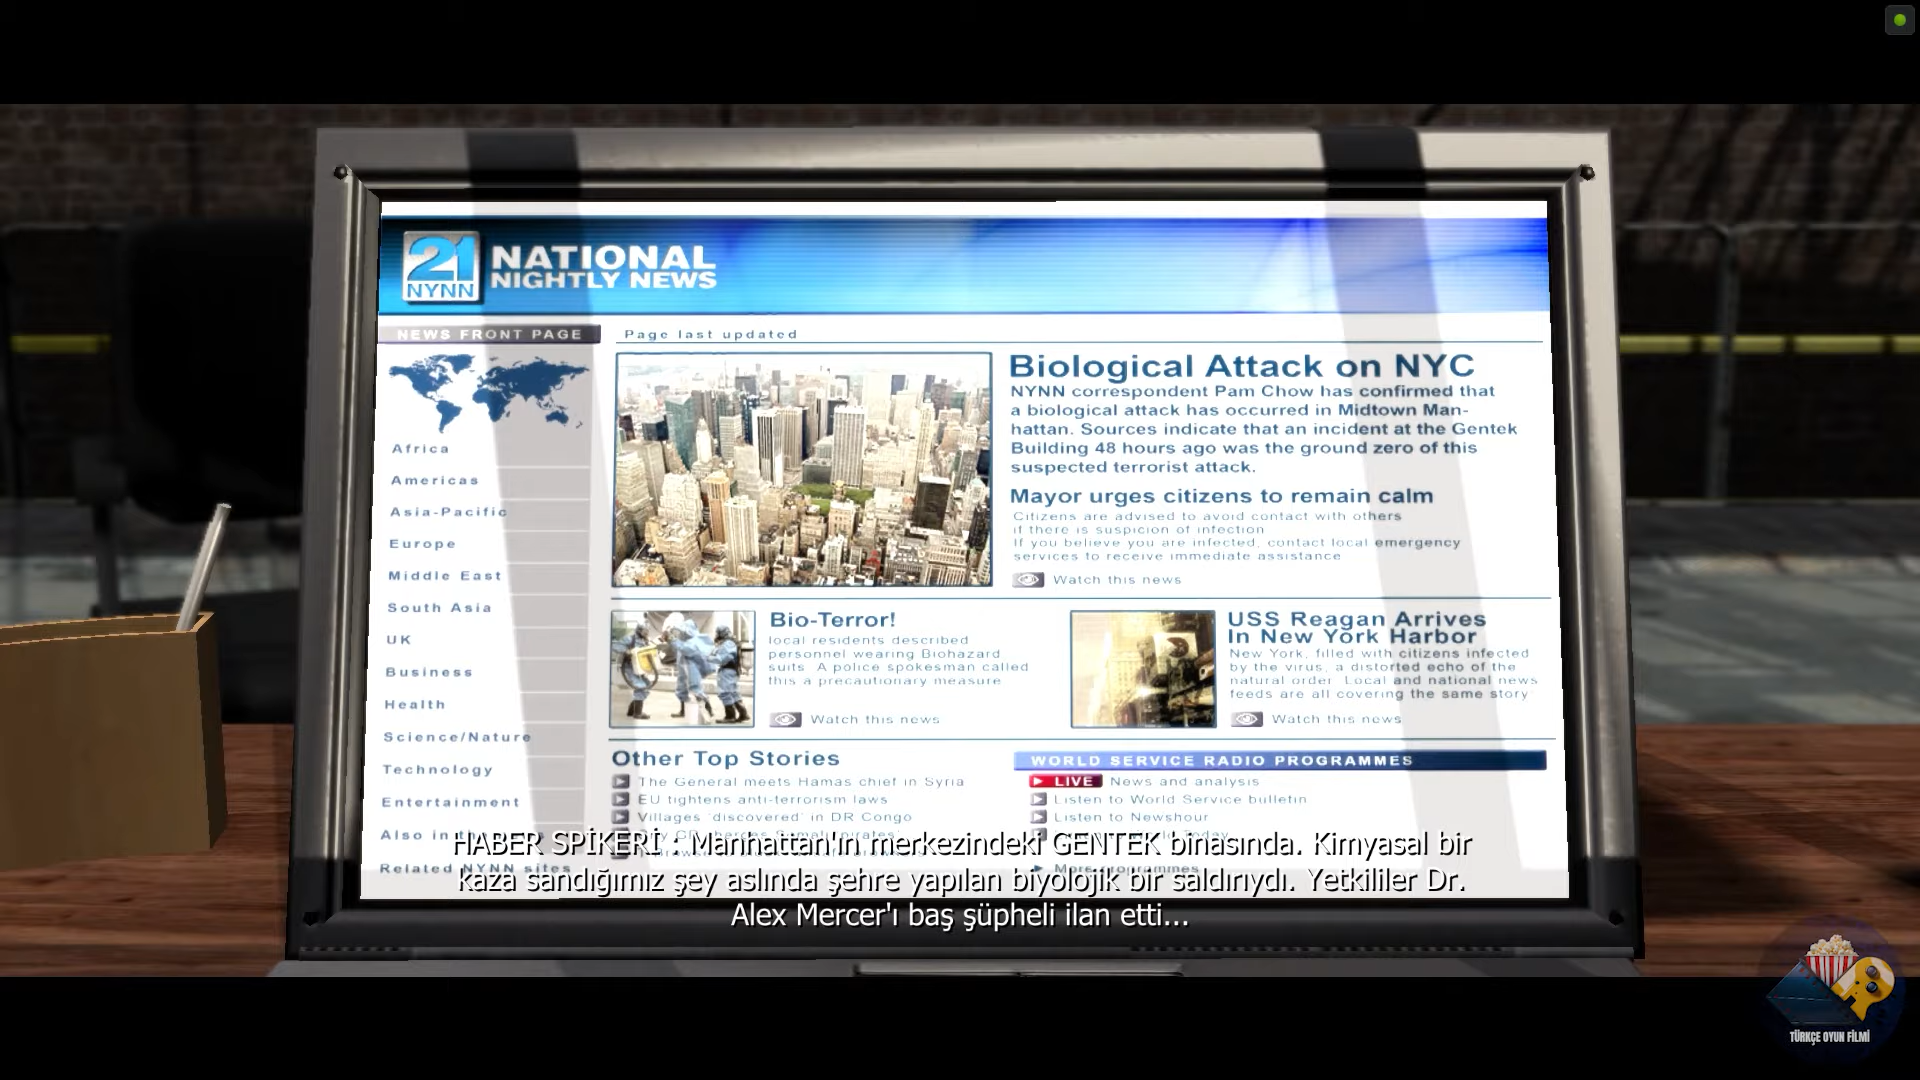 21
NYNN
NATIONAL
NIGHTLY NEWS
NEWS FRONT PAGE
Africa
Americas
Asia-Pacific
Europe
Middle East
South Asia
UK
Business
Health
Science/Nature
Technology
Entertainment
Also in the
Related NYNN sites
Page last updated
Biological Attack on NYC
NYNN correspondent Pam Chow has confirmed that
a biological attack has occurred in Midtown Man-
hattan. Sources indicate that an incident at the Gentek
Building 48 hours ago was the ground zero of this
suspected terrorist attack.
Mayor urges citizens to remain calm
Citizens are advised to avoid contact with others
if there is suspicion of infection
If you believe you are infected, contact local emergency
services to receive immediate assistance
Watch this news
Bio-Terror!
local residents described
personnel wearing Biohazard
suits A police spokesman called
this a precautionary measure
Watch this news
USS Reagan Arrives
In New York Harbor
New York, filled with citizens infected
by the virus, a distorted echo of the
natural order Local and national news
feeds are all covering the same story
Watch this news
Other Top Stories
The General meets Hamas chief in Syria
EU tightens anti-terrorism laws
Villages 'discovered' in DR Congo
WORLD SERVICE RADIO PROGRAMMES
LIVE News and analysis
Listen to World Service bulletin
Listen to Newshour
More programmes
HABER SPİKERİ : Manhattan'ın merkezindeki GENTEK binasında. Kimyasal bir
kaza sandığımız şey aslında şehre yapılan biyolojik bir saldırıydı. Yetkililer Dr.
Alex Mercer'ı baş şüpheli ilan etti...
TÜRKÇE OYUN FİLMİ